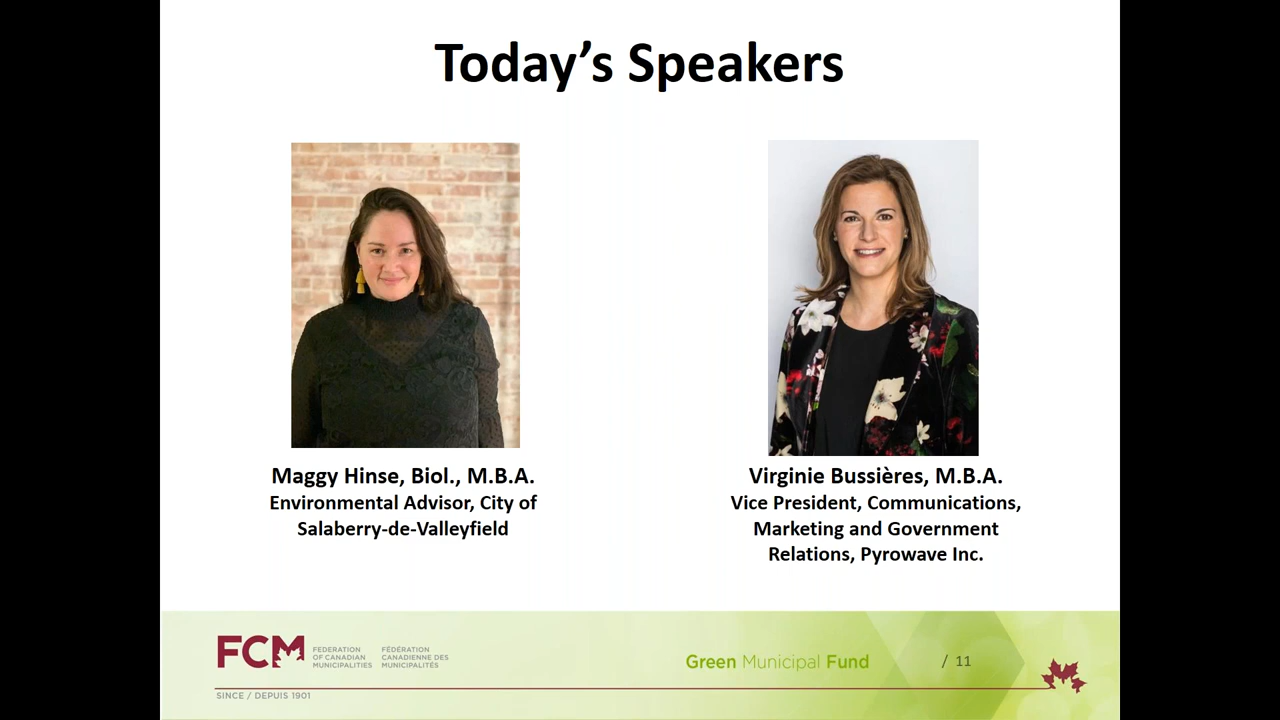 Today's Speakers
Maggy Hinse, Biol., M.B.A.
Environmental Advisor, City of
Salaberry-de-Valleyfield
Virginie Bussières, M.B.A.
Vice President, Communications,
Marketing and Government
Relations, Pyrowave Inc.
FCM
FEDERATION
OF CANADIAN
MUNICIPALITIES
FÉDÉRATION
CANADIENNE DES
MUNICIPALITÉS
SINCE / DEPUIS 1901
Green Municipal Fund
/ 11